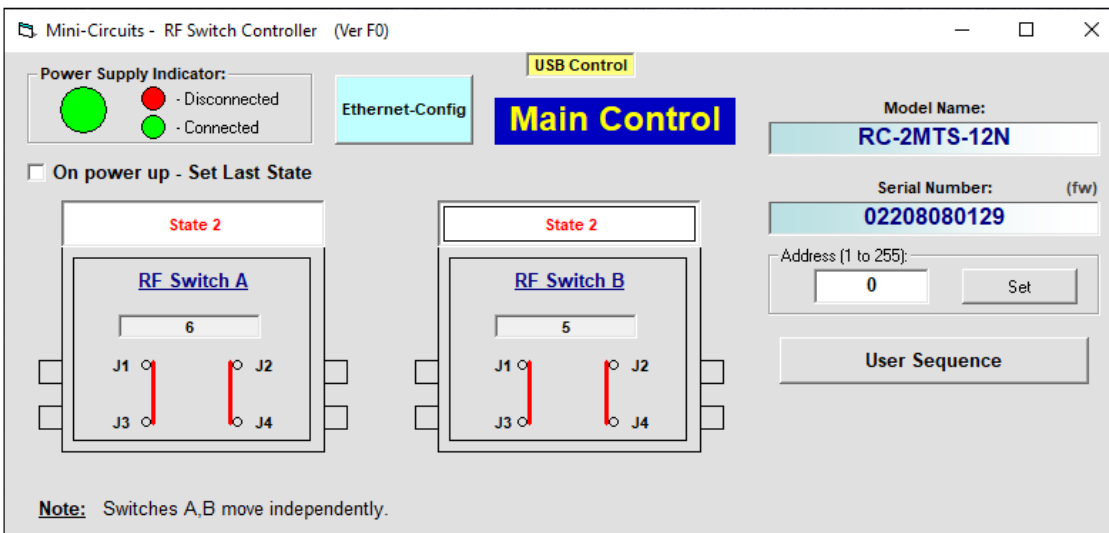 Mini-Circuits - RF Switch Controller (Ver F0)
Power Supply Indicator:
- Disconnected
- Connected
Ethernet-Config
USB Control
Main Control
Model Name:
RC-2MTS-12N
On power up - Set Last State
Serial Number: (fw)
02208080129
State 2
State 2
Address (1 to 255):
0 Set
RF Switch A
RF Switch B
6
5
User Sequence
J1 J2
J1 J2
J3 J4
J3 J4
Note: Switches A,B move independently.